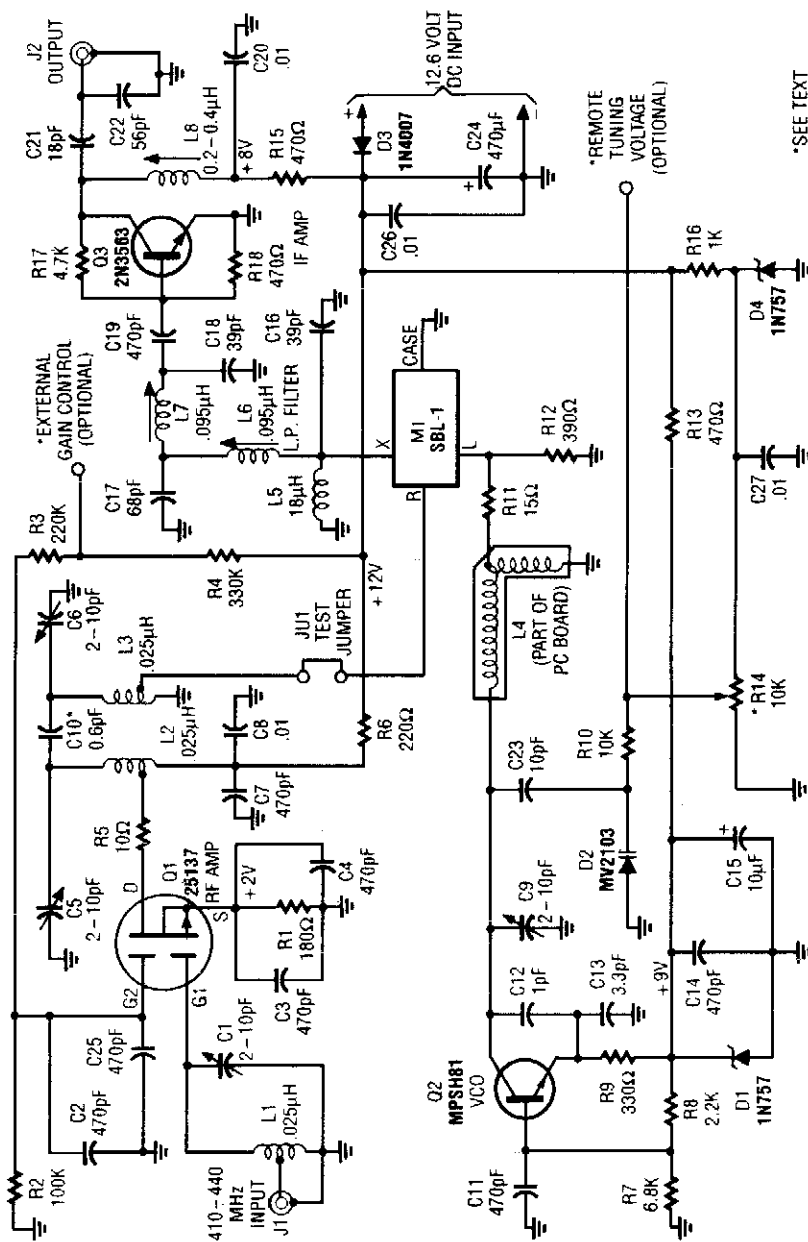 J2
OUTPUT
C21
18pF
C22
56pF
L8
0.2–0.4µH
C20
.01
+8V
R15
470Ω
R17
4.7K
Q3
2N3563
R18
470Ω
IF AMP
C19
470pF
C18
39pF
C16
39pF
L7
.095µH
L6
.095µH
L.P. FILTER
C17
68pF
L5
18µH
*EXTERNAL
GAIN CONTROL
(OPTIONAL)
R3
220K
R4
330K
+12V
C6
2–10pF
L3
.025µH
JU1
TEST
JUMPER
C10*
0.6pF
L2
.025µH
C8
.01
C7
470pF
R6
220Ω
C5
2–10pF
R5
10Ω
D
Q1
25137
RF AMP
S
+2V
G2
G1
R1
180Ω
C4
470pF
C3
470pF
C1
2–10pF
C25
470pF
C2
470pF
R2
100K
L1
.025µH
410–440
MHz
INPUT
J1
12.6 VOLT
DC INPUT
+
–
D3
1N4007
C24
470µF
+
C26
.01
X
M1
SBL-1
CASE
R
L
R12
390Ω
R11
15Ω
L4
(PART OF
PC BOARD)
*REMOTE
TUNING
VOLTAGE
(OPTIONAL)
R16
1K
D4
1N757
R13
470Ω
C27
.01
*R14
10K
R10
10K
C23
10pF
D2
MV2103
C9
2–10pF
C12
1pF
C13
3.3pF
C15
10µF
+
+9V
C14
470pF
Q2
MPSH81
VCO
R9
330Ω
R8
2.2K
D1
1N757
C11
470pF
R7
6.8K
*SEE TEXT